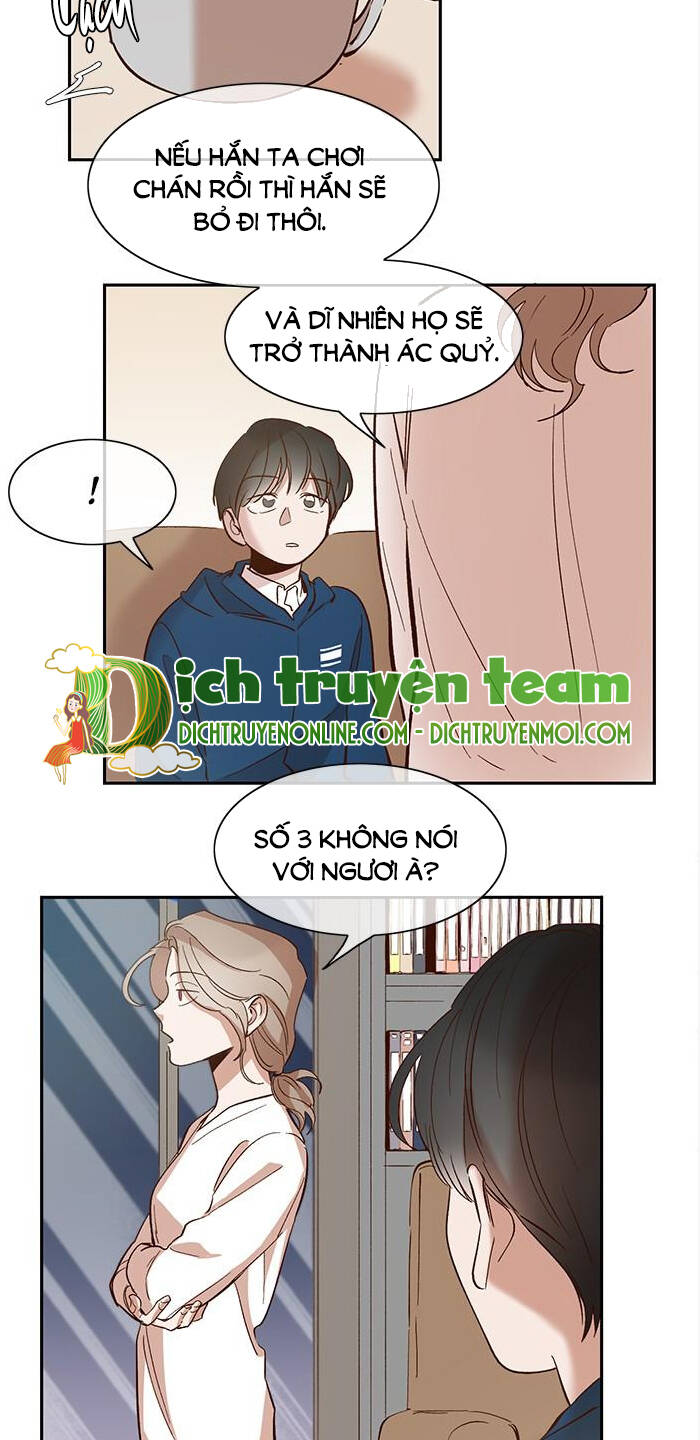 CẠCH
NẾU HẮN TA CHƠI
CHÁN RỒI THÌ HẮN SẼ
BỎ ĐI THÔI.
VÀ DĨ NHIÊN HỌ SẼ
TRỞ THÀNH ÁC QUỶ.
!
Dịch truyện team
DICHTRUYENONLINE.COM - DICHTRUYENMOI.COM
SỐ 3 KHÔNG NÓI
VỚI NGƯƠI À?